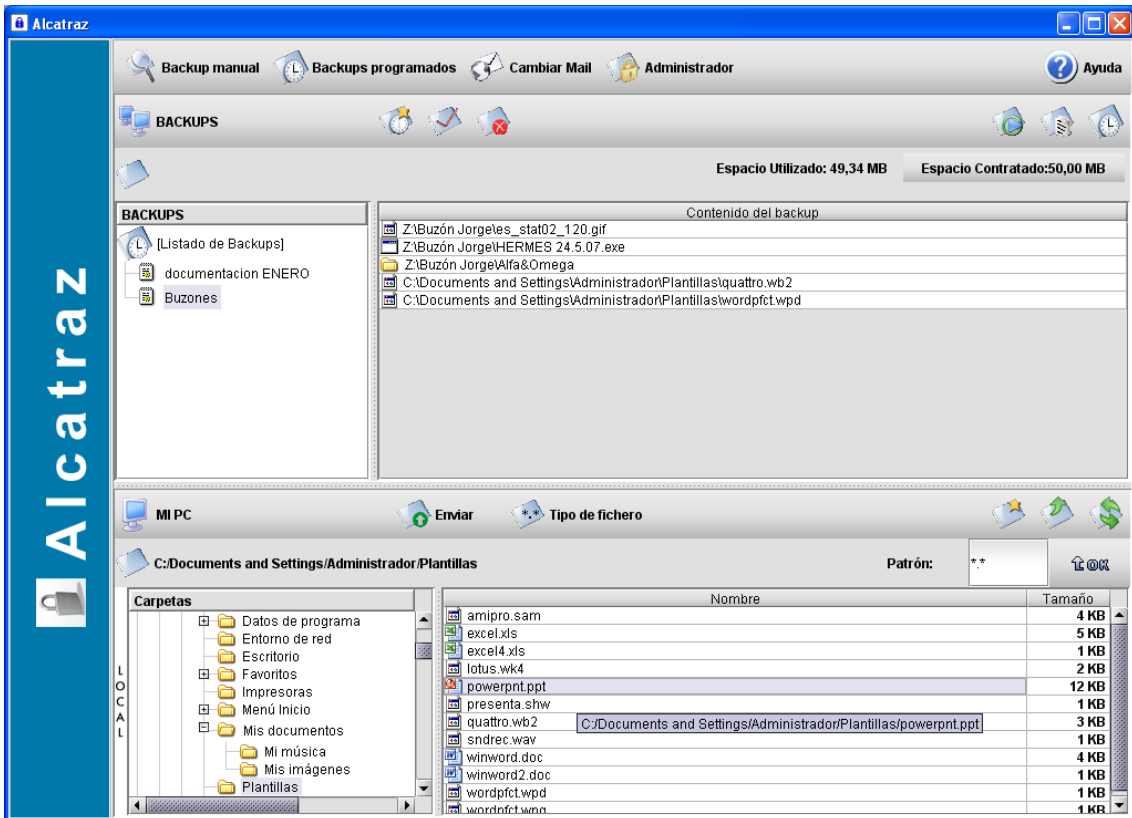 Alcatraz
Backup manual Backups programados Cambiar Mail Administrador Ayuda
BACKUPS
Espacio Utilizado: 49,34 MB Espacio Contratado:50,00 MB
BACKUPS
[Listado de Backups]
documentacion ENERO
Buzones
Contenido del backup
Z:\Buzón Jorge\es_stat02_120.gif
Z:\Buzón Jorge\HERMES 24.5.07.exe
Z:\Buzón Jorge\Alfa&Omega
C:\Documents and Settings\Administrador\Plantillas\quattro.wb2
C:\Documents and Settings\Administrador\Plantillas\wordpfct.wpd
Alcatraz
MI PC Enviar *.* Tipo de fichero
C:/Documents and Settings/Administrador/Plantillas Patrón: *.* OK
LOCAL
Carpetas
Datos de programa
Entorno de red
Escritorio
Favoritos
Impresoras
Menú Inicio
Mis documentos
Mi música
Mis imágenes
Plantillas
Nombre Tamaño
amipro.sam 4 KB
excel.xls 5 KB
excel4.xls 1 KB
lotus.wk4 2 KB
powerpnt.ppt 12 KB
presenta.shw 1 KB
quattro.wb2 3 KB
C:/Documents and Settings/Administrador/Plantillas/powerpnt.ppt
sndrec.wav 1 KB
winword.doc 4 KB
winword2.doc 1 KB
wordpfct.wpd 1 KB
wordpfct.wpg 1 KB